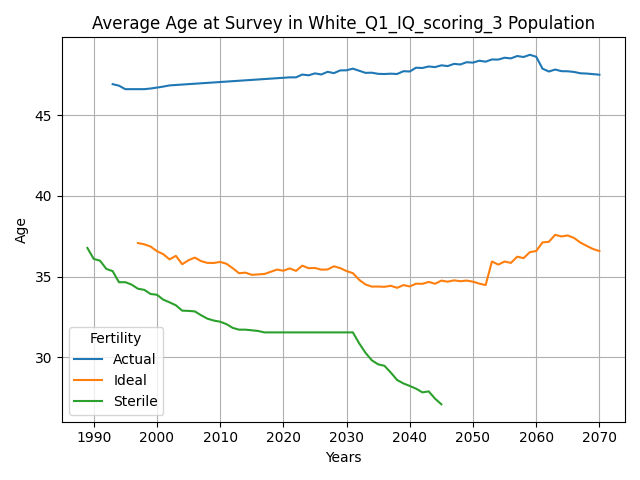 Average Age at Survey in White_Q1_IQ_scoring_3 Population
Age
45
40
35
30
Fertility
Actual
Ideal
Sterile
1990 2000 2010 2020 2030 2040 2050 2060 2070
Years